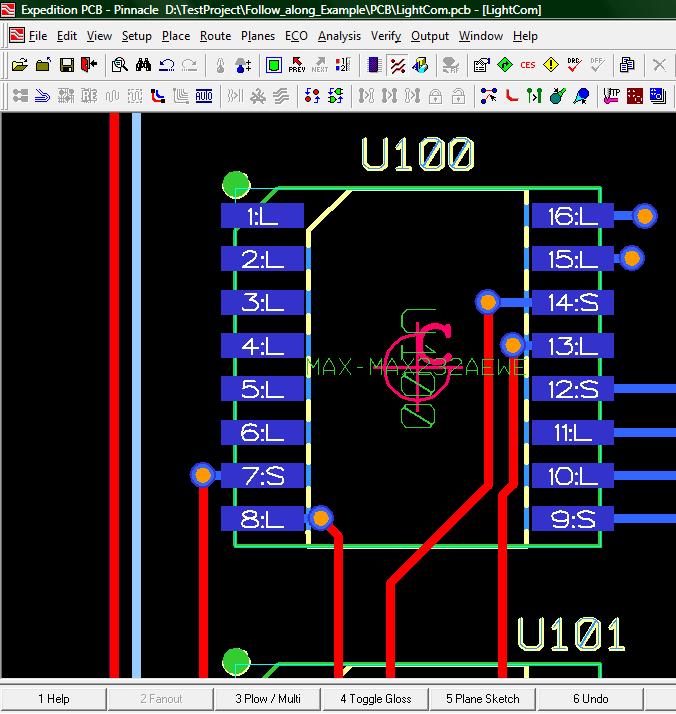 Expedition PCB - Pinnacle D:\TestProject\Follow_along_Example\PCB\LightCom.pcb - [LightCom]
File Edit View Setup Place Route Planes ECO Analysis Verify Output Window Help
PREV NEXT CES DRC
AUTO
U100
1:L 16:L
2:L 15:L
3:L 14:S
4:L 13:L
C
MAX-MAX232AEWE
U100
5:L 12:S
6:L 11:L
7:S 10:L
8:L 9:S
U101
1 Help 2 Fanout 3 Plow / Multi 4 Toggle Gloss 5 Plane Sketch 6 Undo